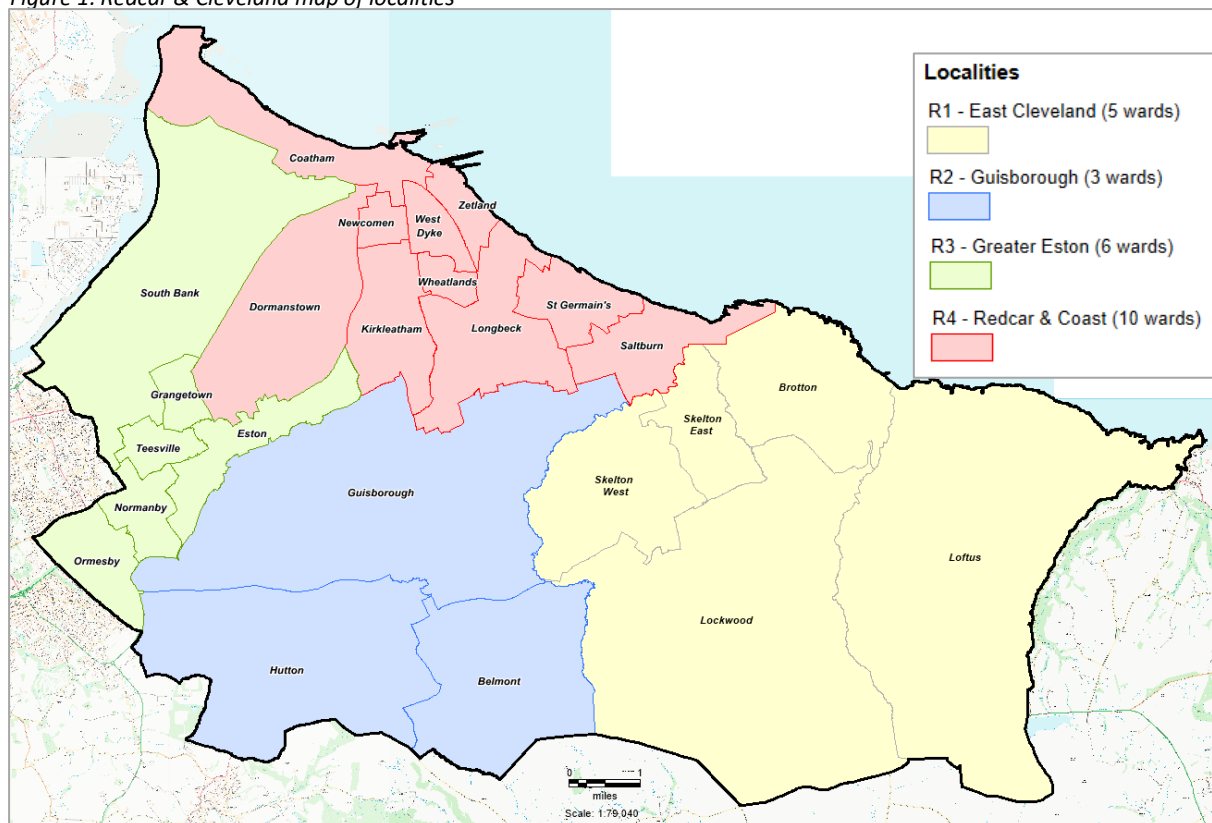 Figure 1: Redcar & Cleveland map of localities
Localities
R1 - East Cleveland (5 wards)
R2 - Guisborough (3 wards)
R3 - Greater Eston (6 wards)
R4 - Redcar & Coast (10 wards)
Coatham
Newcomen
West
Dyke
Zetland
Wheatlands
South Bank
Dormanstown
Kirkleatham
Longbeck
St Germain's
Saltburn
Grangetown
Eston
Teesville
Normanby
Ormesby
Guisborough
Brotton
Skelton
East
Skelton
West
Loftus
Lockwood
Hutton
Belmont
0 1
miles
Scale: 1:79,040